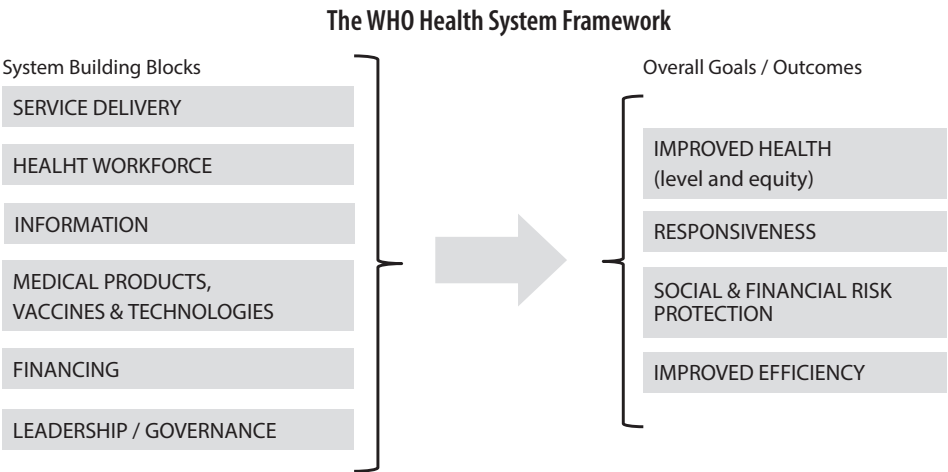 The WHO Health System Framework
System Building Blocks
SERVICE DELIVERY
HEALHT WORKFORCE
INFORMATION
MEDICAL PRODUCTS,
VACCINES & TECHNOLOGIES
FINANCING
LEADERSHIP / GOVERNANCE
Overall Goals / Outcomes
IMPROVED HEALTH
(level and equity)
RESPONSIVENESS
SOCIAL & FINANCIAL RISK
PROTECTION
IMPROVED EFFICIENCY